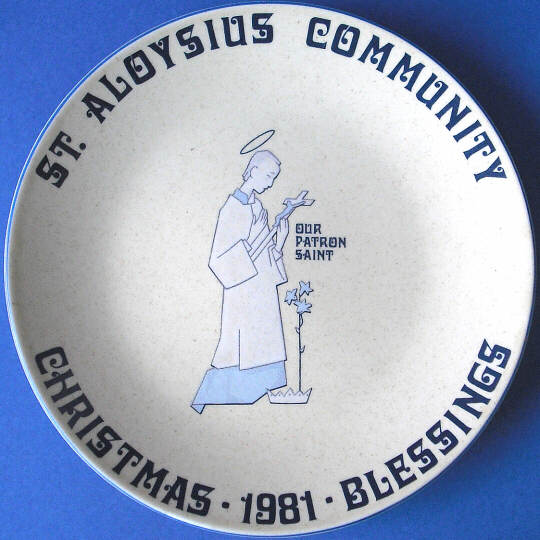 ST. ALOYSIUS COMMUNITY
OUR
PATRON
SAINT
CHRISTMAS · 1981 · BLESSINGS